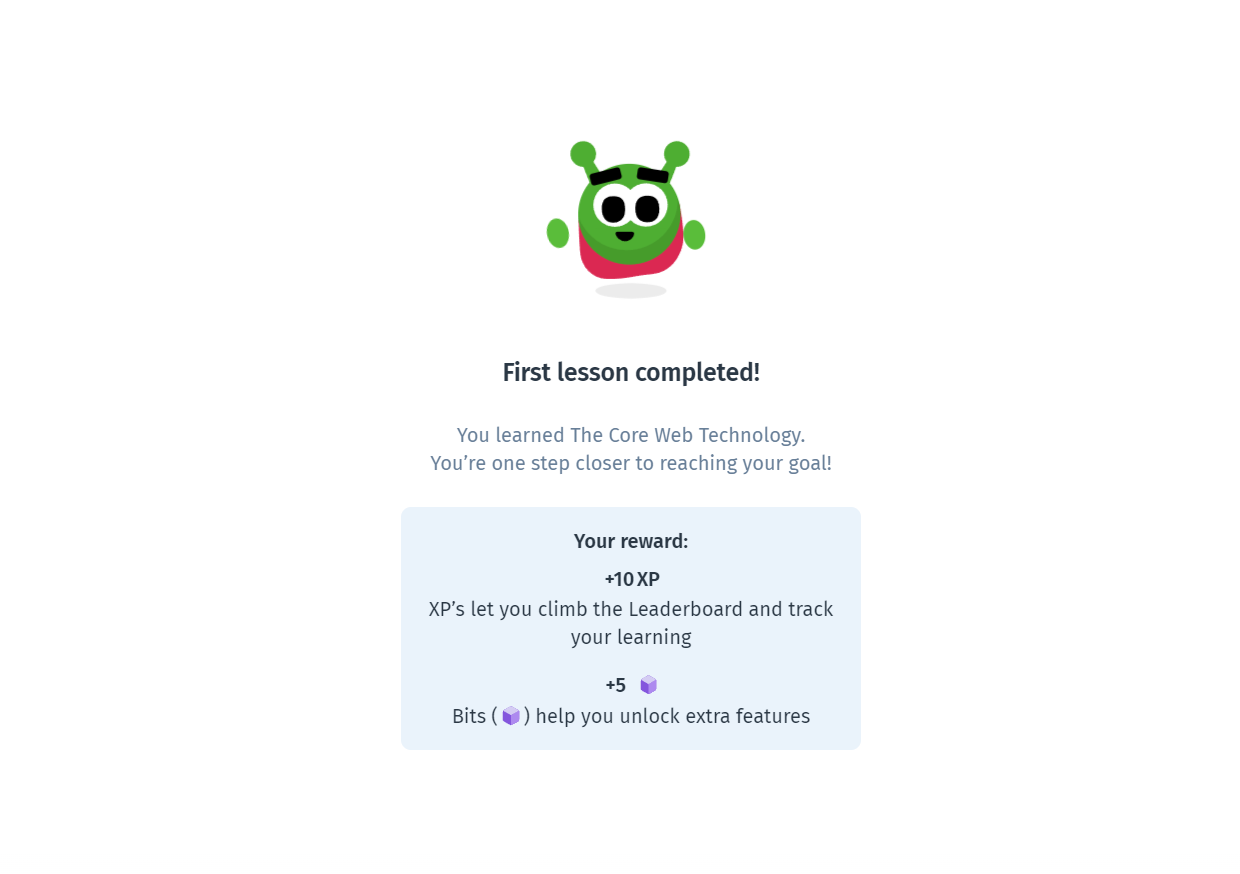 First lesson completed!
You learned The Core Web Technology.
You’re one step closer to reaching your goal!
Your reward:
+10 XP
XP’s let you climb the Leaderboard and track
your learning
+5
Bits ( ) help you unlock extra features